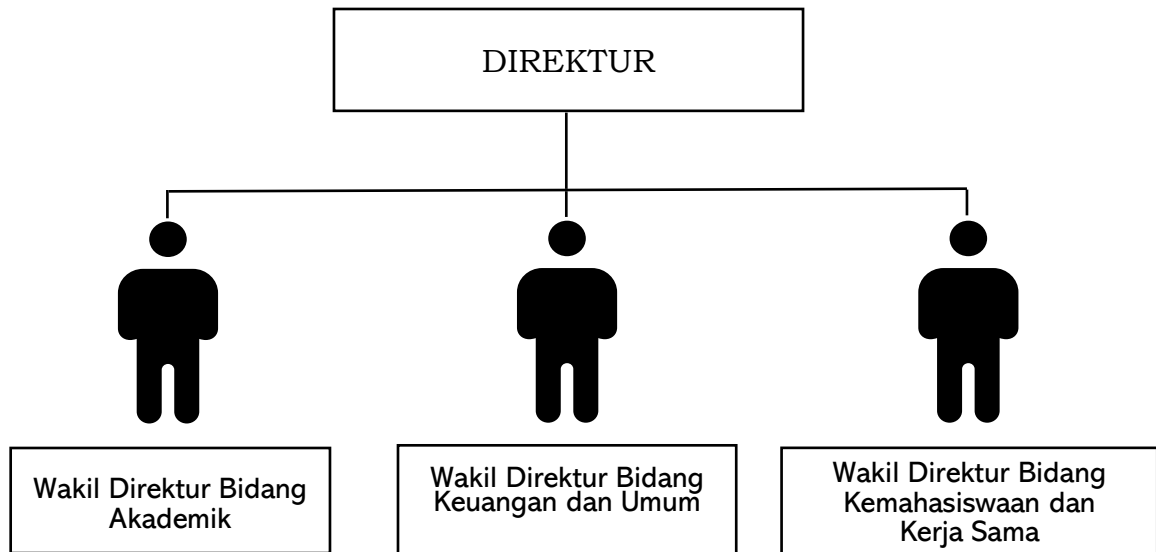 DIREKTUR
Wakil Direktur Bidang
Akademik
Wakil Direktur Bidang
Keuangan dan Umum
Wakil Direktur Bidang
Kemahasiswaan dan
Kerja Sama